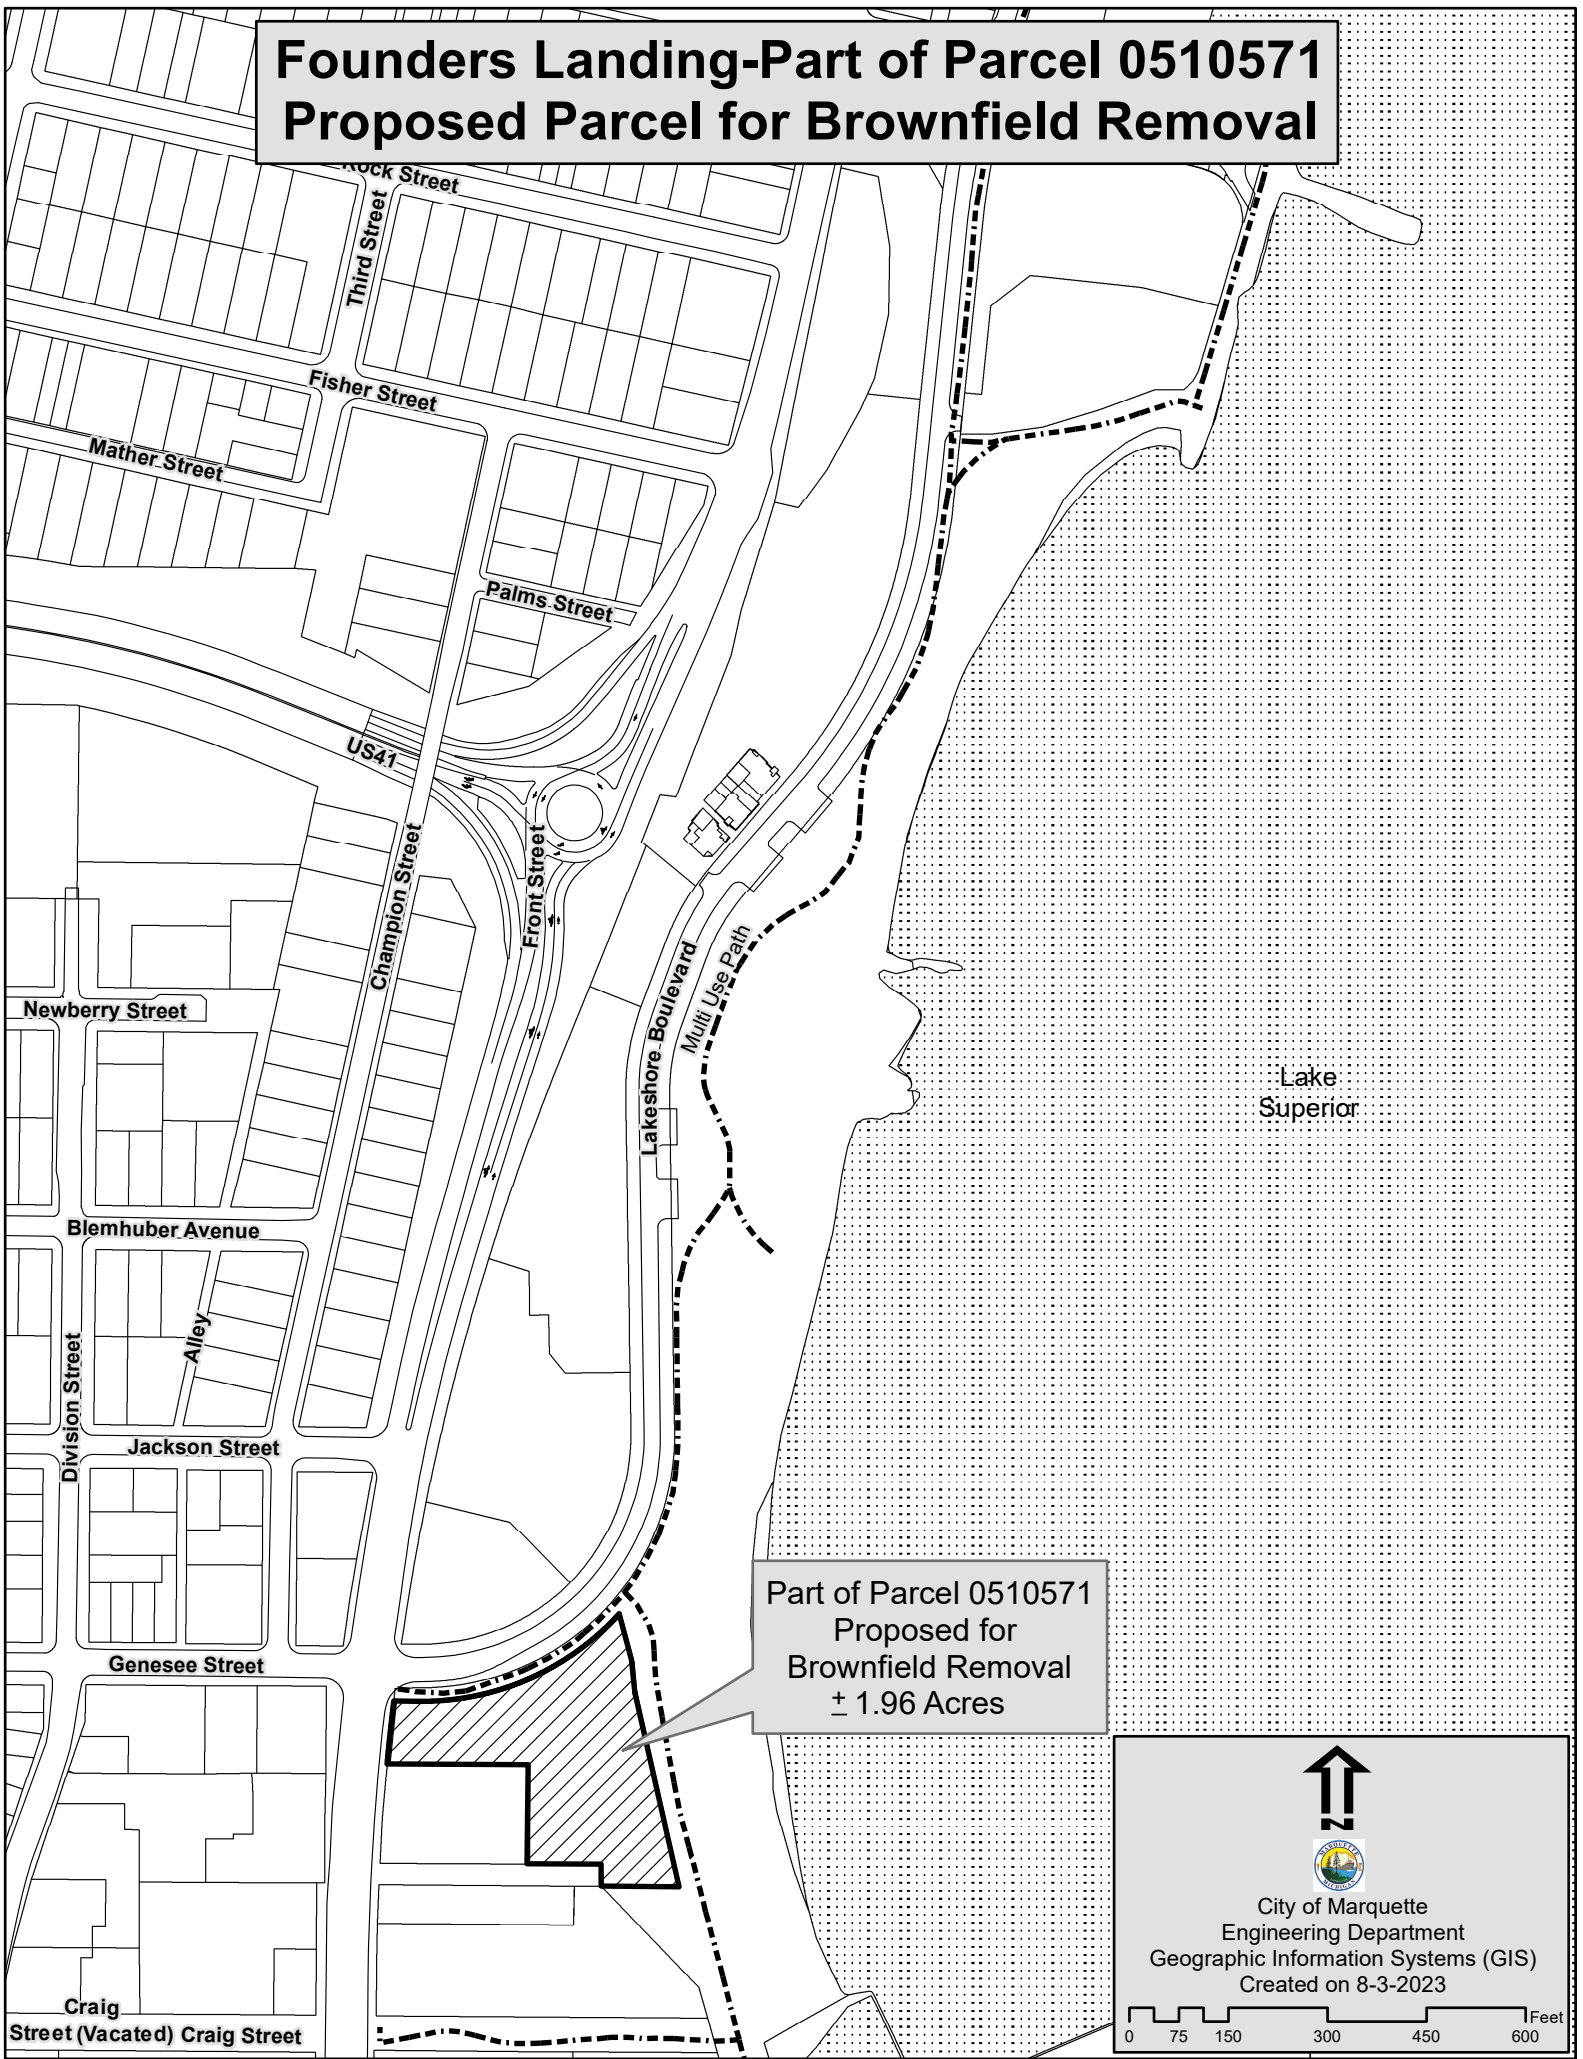 Founders Landing-Part of Parcel 0510571
Proposed Parcel for Brownfield Removal
Rock Street
Third Street
Fisher Street
Mather Street
Palms Street
US41
Champion Street
Front Street
Lakeshore Boulevard
Multi Use Path
Newberry Street
Lake
Superior
Blemhuber Avenue
Alley
Division Street
Jackson Street
Genesee Street
Part of Parcel 0510571
Proposed for
Brownfield Removal
± 1.96 Acres
N
MARQUETTE
MICHIGAN
City of Marquette
Engineering Department
Geographic Information Systems (GIS)
Created on 8-3-2023
Feet
0 75 150 300 450 600
Craig
Street (Vacated) Craig Street